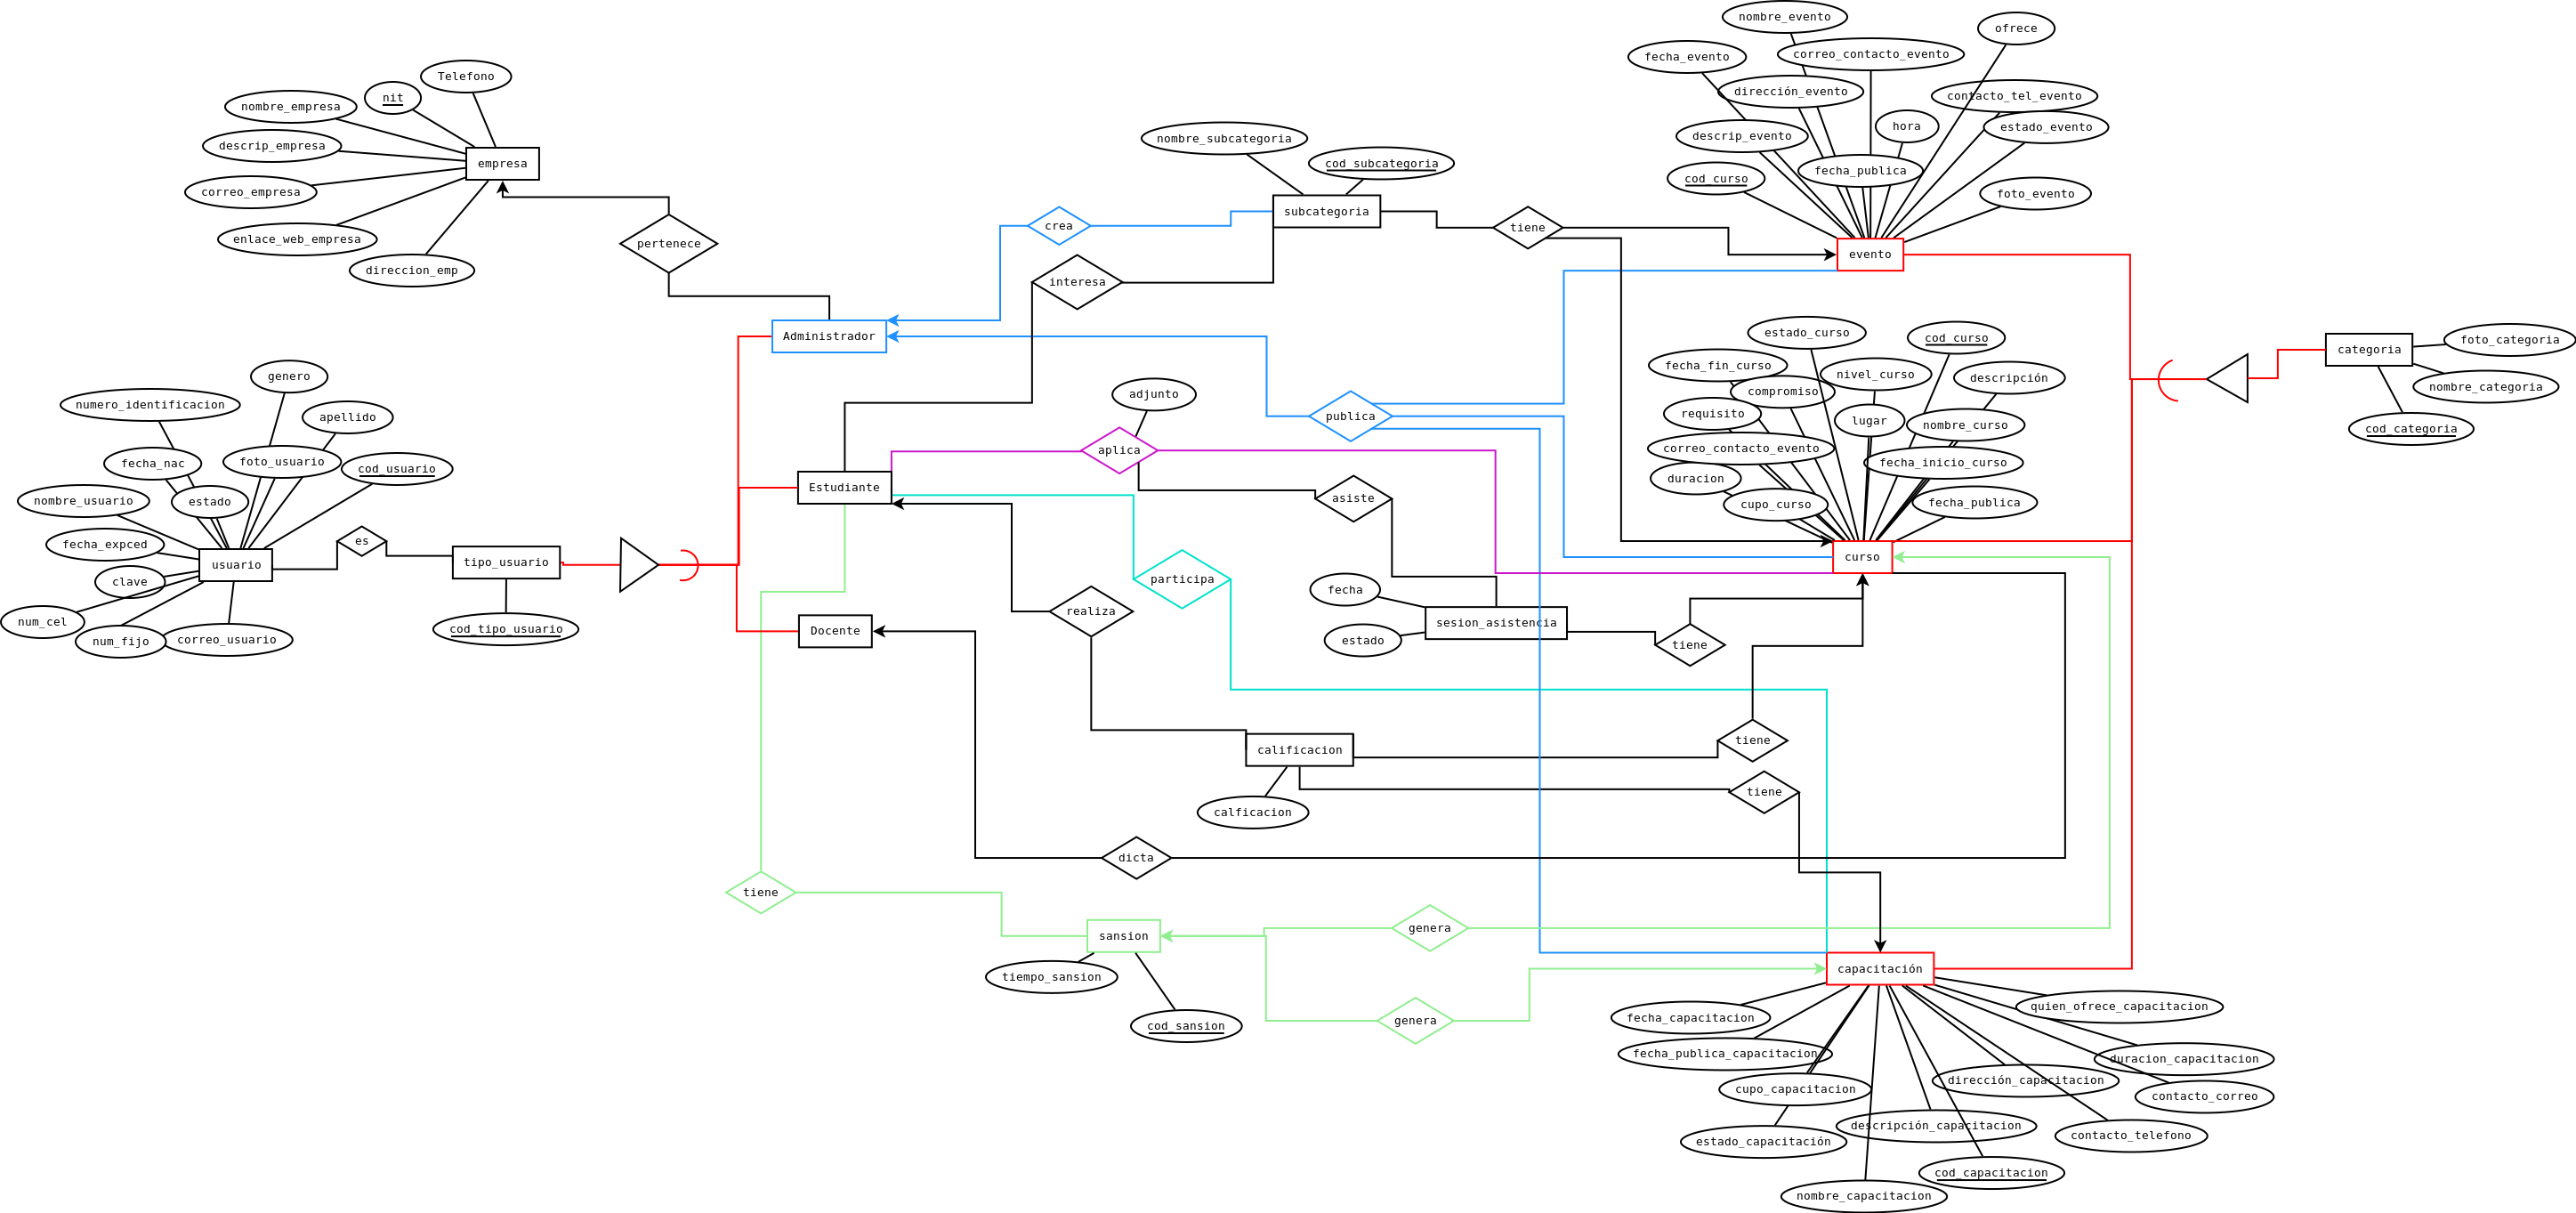 nombre_evento
ofrece
fecha_evento
correo_contacto_evento
Telefono
nit
nombre_empresa
dirección_evento
contacto_tel_evento
descrip_empresa
empresa
nombre_subcategoria
cod_subcategoria
descrip_evento
hora
estado_evento
fecha_publica
cod_curso
foto_evento
correo_empresa
enlace_web_empresa
direccion_emp
pertenece
crea
subcategoria
tiene
evento
interesa
Administrador
estado_curso
cod_curso
categoria
foto_categoria
nombre_categoria
cod_categoria
fecha_fin_curso
nivel_curso
descripción
compromiso
requisito
lugar
nombre_curso
correo_contacto_evento
fecha_inicio_curso
duracion
cupo_curso
fecha_publica
curso
genero
numero_identificacion
apellido
fecha_nac
foto_usuario
cod_usuario
nombre_usuario
estado
fecha_expced
usuario
es
tipo_usuario
clave
num_cel
num_fijo
correo_usuario
cod_tipo_usuario
adjunto
publica
aplica
Estudiante
asiste
participa
realiza
Docente
fecha
estado
sesion_asistencia
tiene
calificacion
tiene
calficacion
tiene
dicta
tiene
sansion
genera
tiempo_sansion
cod_sansion
genera
capacitación
fecha_capacitacion
quien_ofrece_capacitacion
fecha_publica_capacitacion
duracion_capacitacion
cupo_capacitacion
dirección_capacitacion
contacto_correo
estado_capacitación
descripción_capacitacion
contacto_telefono
cod_capacitacion
nombre_capacitacion